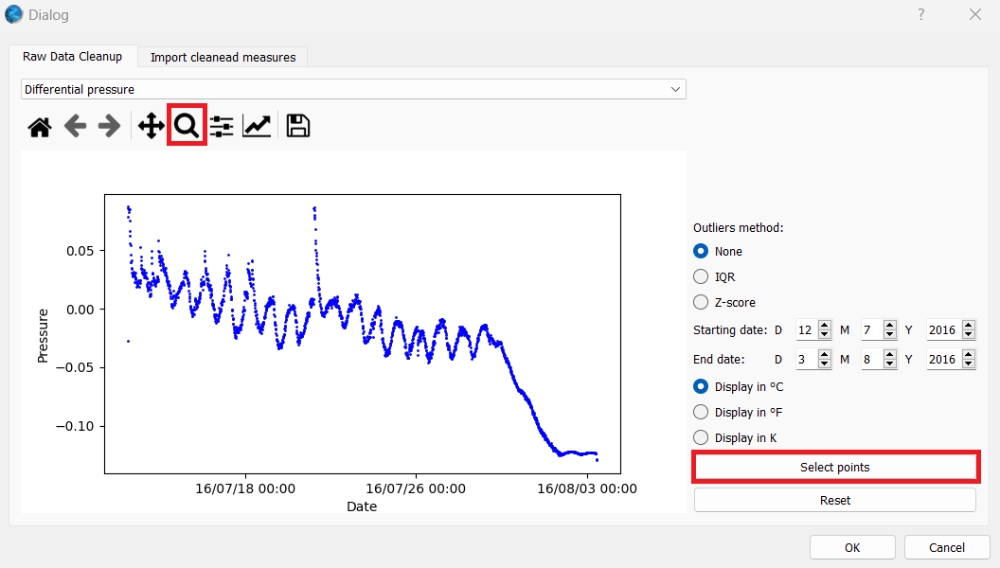 Dialog
?
Raw Data Cleanup
Import cleanead measures
Differential pressure
0.05
0.00
−0.05
−0.10
Pressure
16/07/18 00:00
16/07/26 00:00
16/08/03 00:00
Date
Outliers method:
None
IQR
Z-score
Starting date: D 12 M 7 Y 2016
End date: D 3 M 8 Y 2016
Display in ºC
Display in ºF
Display in K
Select points
Reset
OK
Cancel